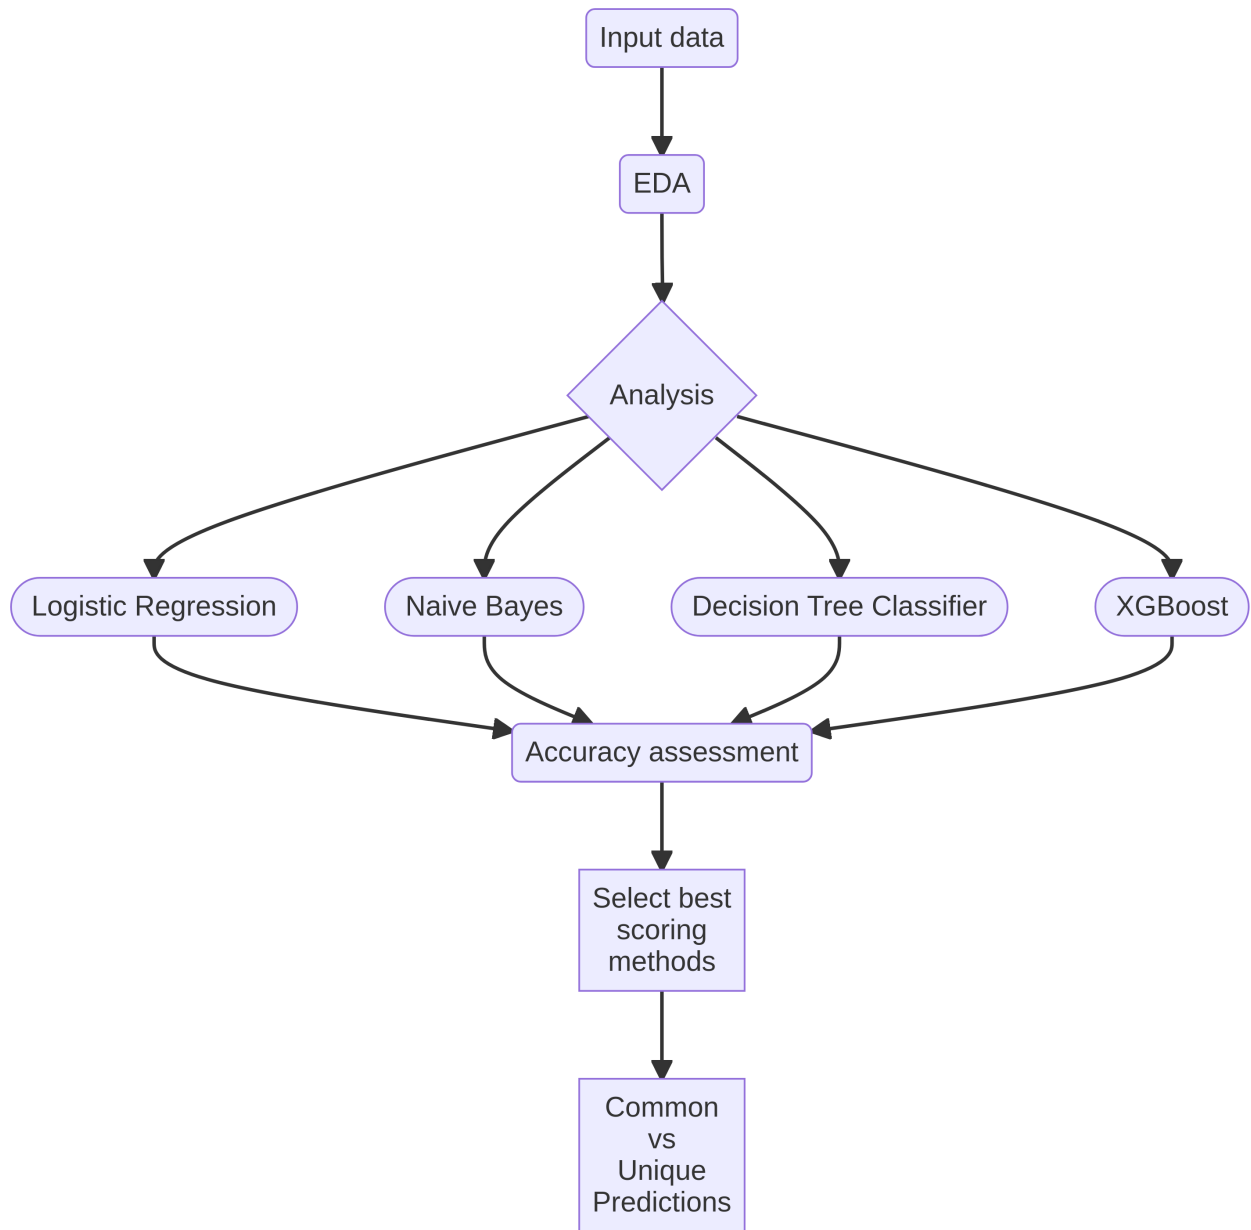 Input data
EDA
Analysis
Logistic Regression
Naive Bayes
Decision Tree Classifier
XGBoost
Accuracy assessment
Select best
scoring
methods
Common
vs
Unique
Predictions